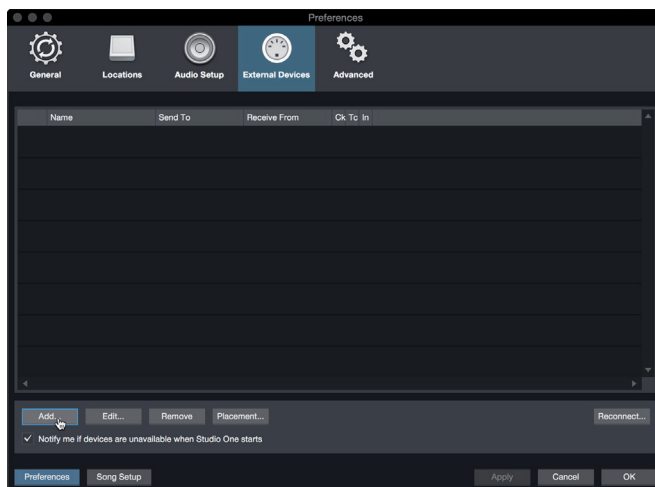 Preferences
General Locations Audio Setup External Devices Advanced
Name Send To Receive From Ck Tc In
Add... Edit... Remove Placement... Reconnect...
Notify me if devices are unavailable when Studio One starts
Preferences Song Setup Apply Cancel OK